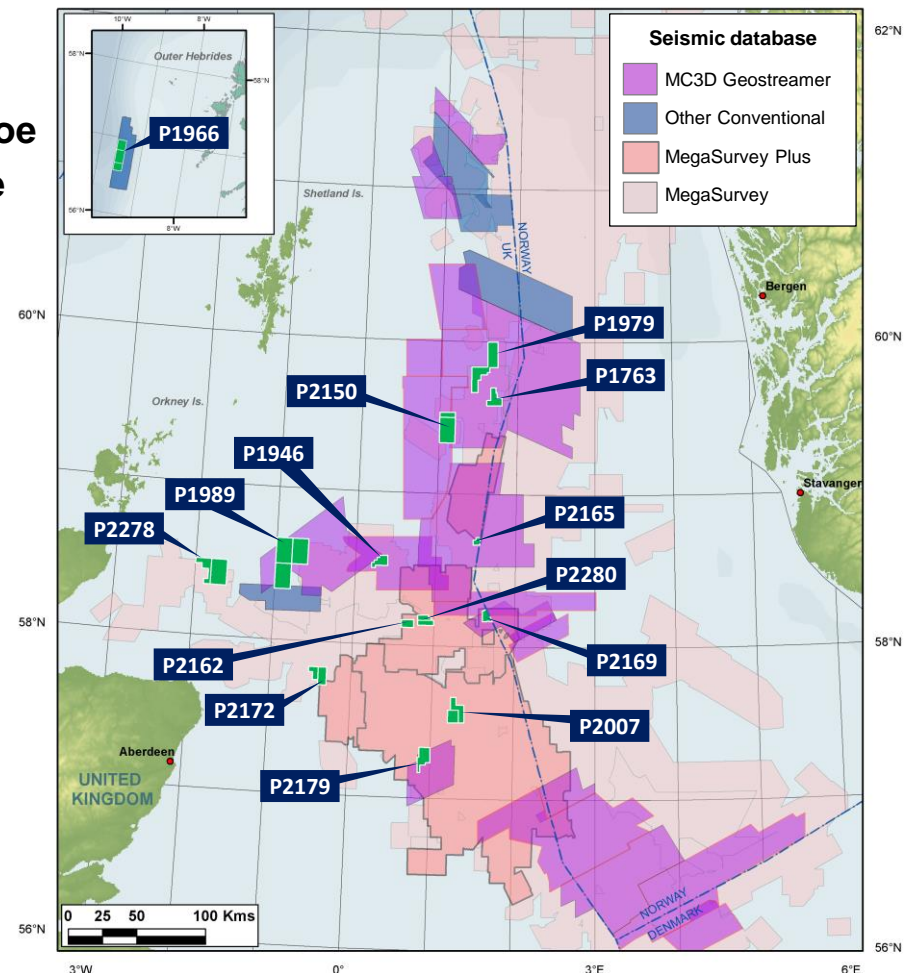 10°W
8°W
58°N
Outer Hebrides
58°N
P1966
56°N
8°W
oe
e
62°N
Seismic database
MC3D Geostreamer
Other Conventional
MegaSurvey Plus
MegaSurvey
Shetland Is.
NORWAY
UK
Bergen
60°N
60°N
P1979
P1763
P2150
Orkney Is.
P1946
Stavanger
P1989
P2165
P2278
P2280
58°N
58°N
P2162
P2169
P2172
P2007
Aberdeen
UNITED
KINGDOM
P2179
NORWAY
DENMARK
0 25 50 100 Kms
56°N
56°N
3°W
0°
3°E
6°E